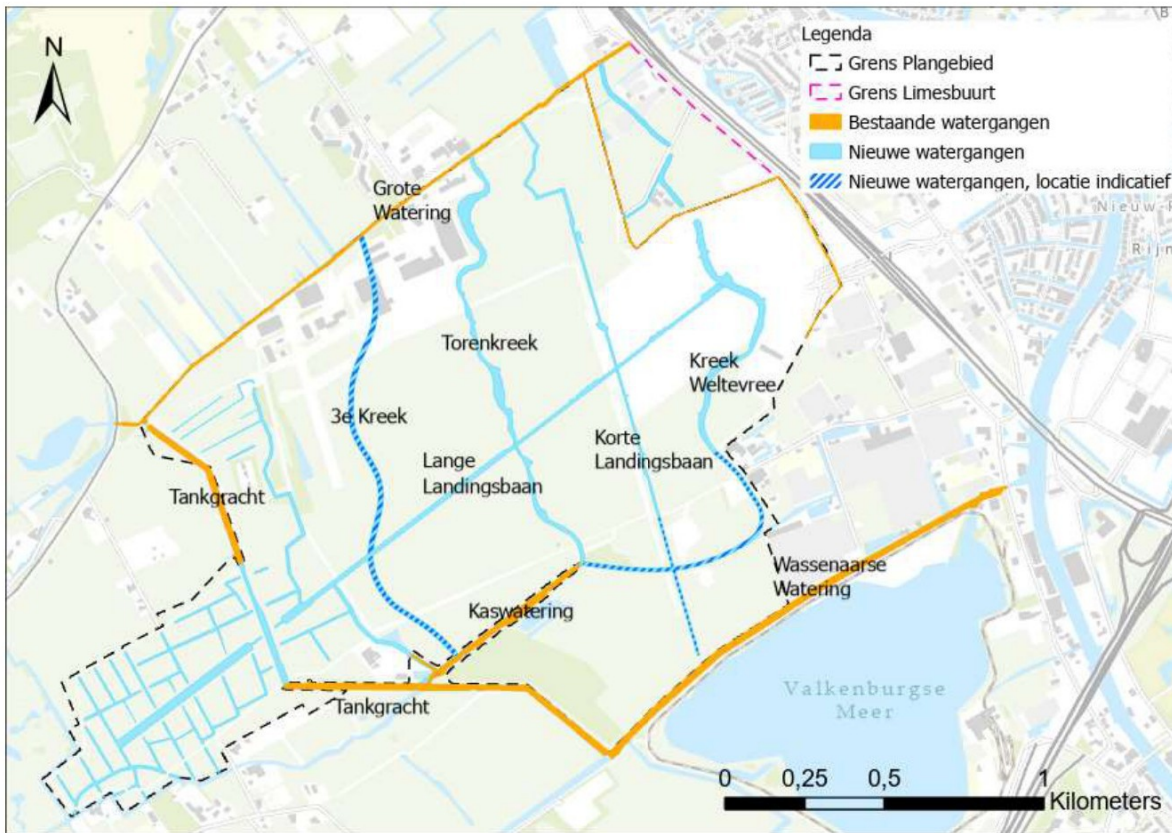 N
Legenda
Grens Plangebied
Grens Limesbuurt
Bestaande watergangen
Nieuwe watergangen
Nieuwe watergangen, locatie indicatief
Grote
Watering
Torenkreek
Kreek
Weltevree
3e Kreek
Korte
Landingsbaan
Lange
Landingsbaan
Tankgracht
Wassenaarse
Watering
Kaswatering
Tankgracht
Valkenburgse
Meer
0 0,25 0,5 1
Kilometers